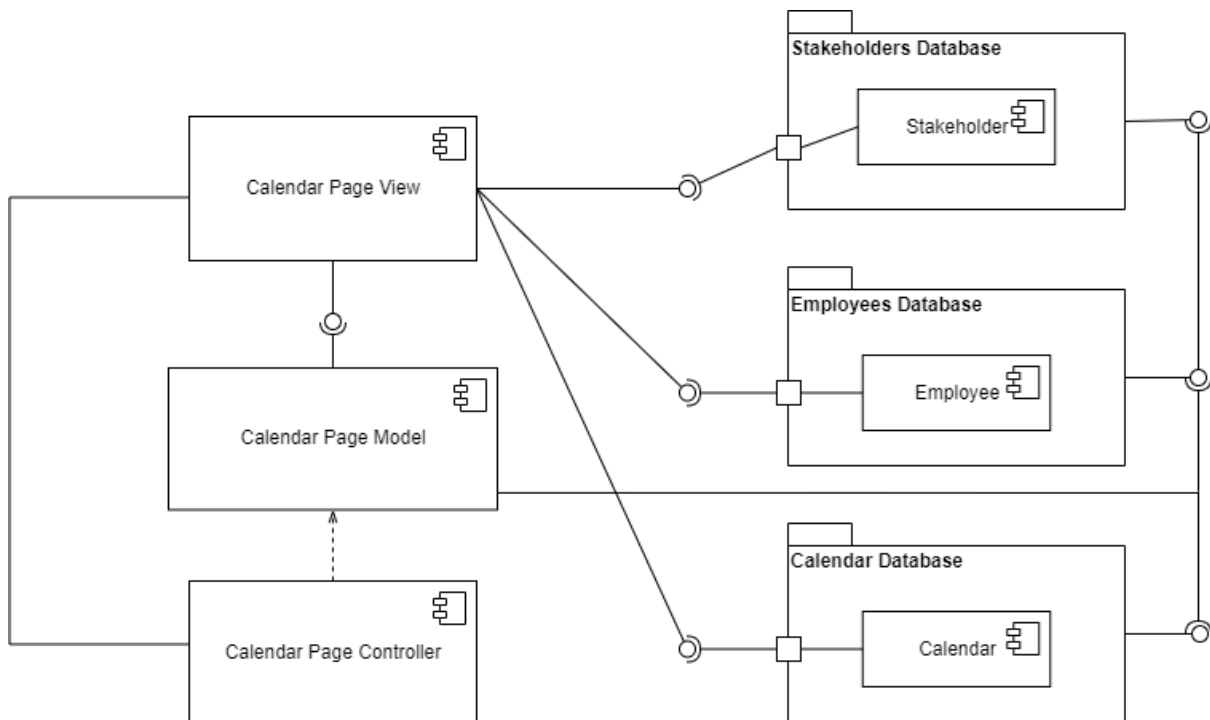 Stakeholders Database
Stakeholder
Calendar Page View
Employees Database
Employee
Calendar Page Model
Calendar Database
Calendar
Calendar Page Controller